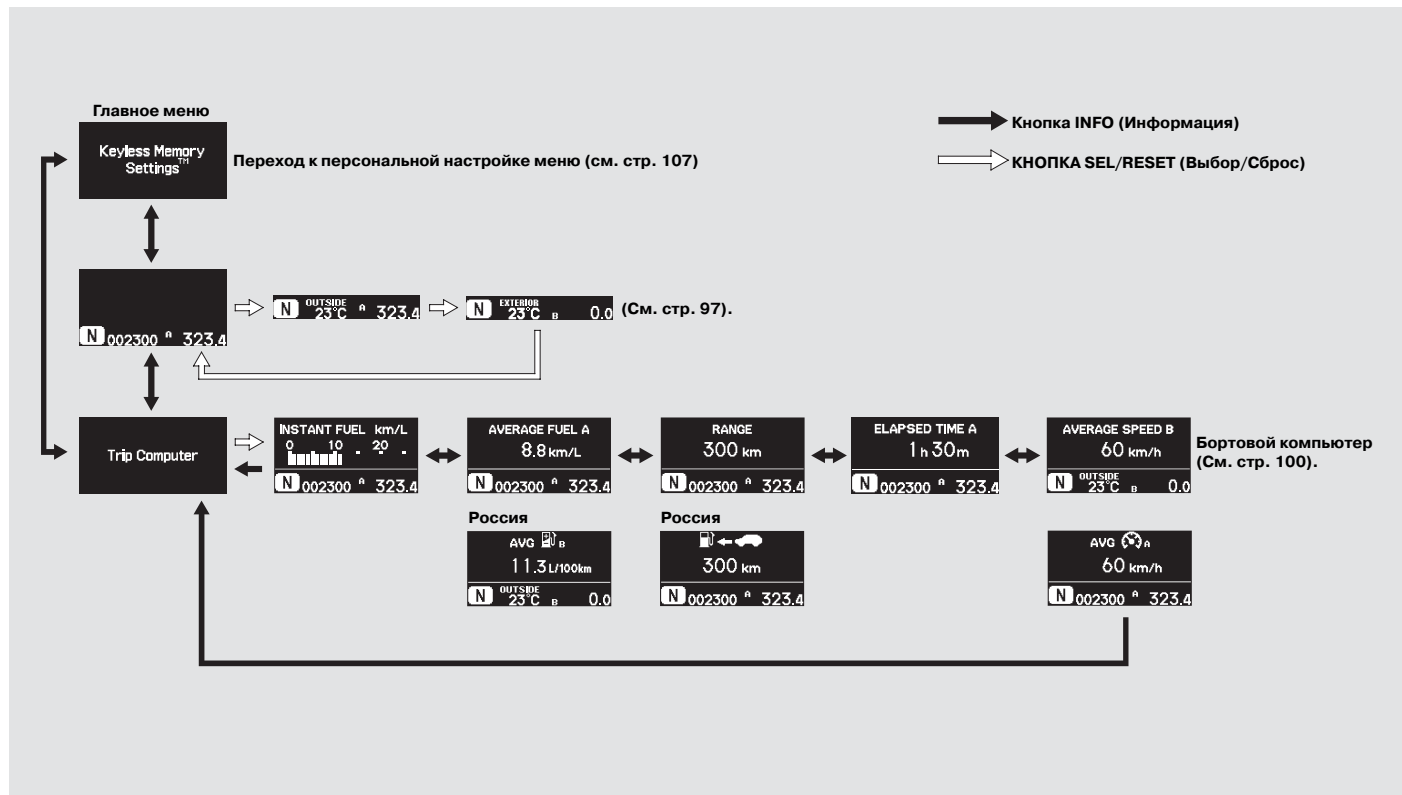 Главное меню
Keyless Memory
Settings™
Переход к персональной настройке меню (см. стр. 107)
Кнопка INFO (Информация)
КНОПКА SEL/RESET (Выбор/Сброс)
N 002300 A 323.4
N OUTSIDE 23°C A 323.4
N EXTERIOR 23°C B 0.0
(См. стр. 97).
Trip Computer
INSTANT FUEL km/L
0 10 20
N 002300 A 323.4
AVERAGE FUEL A
8.8 km/L
N 002300 A 323.4
RANGE
300 km
N 002300 A 323.4
ELAPSED TIME A
1 h 30m
N 002300 A 323.4
AVERAGE SPEED B
60 km/h
N OUTSIDE 23°C B 0.0
Бортовой компьютер
(См. стр. 100).
Россия
AVG B
11.3 L/100km
N OUTSIDE 23°C B 0.0
Россия
300 km
N 002300 A 323.4
AVG A
60 km/h
N 002300 A 323.4